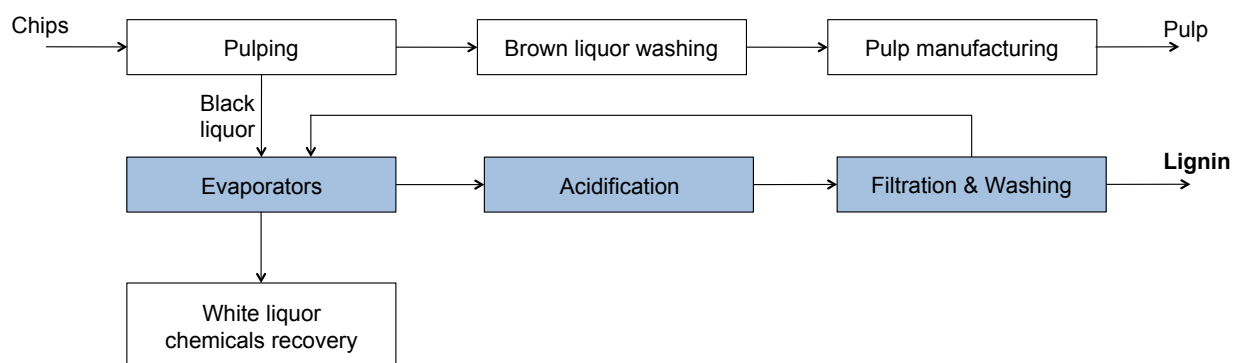 Chips
Pulping
Brown liquor washing
Pulp manufacturing
Pulp
Black
liquor
Evaporators
Acidification
Filtration & Washing
Lignin
White liquor
chemicals recovery